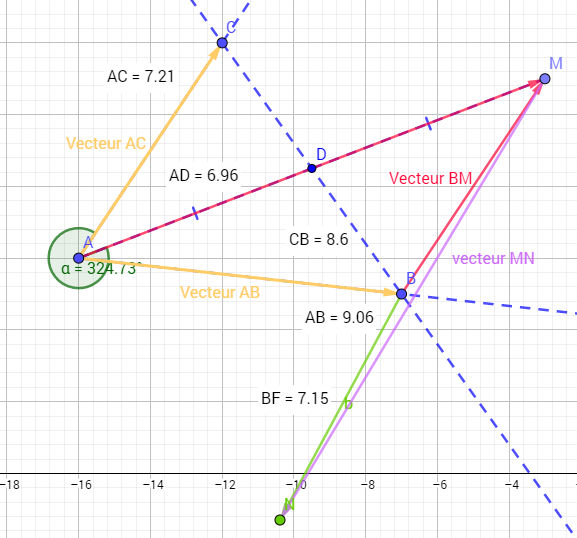 C
M
AC = 7.21
Vecteur AC
D
AD = 6.96
Vecteur BM
A
CB = 8.6
vecteur MN
α = 324.73°
B
Vecteur AB
AB = 9.06
BF = 7.15
p
−18 −16 −14 −12 −10 −8 −6 −4
N